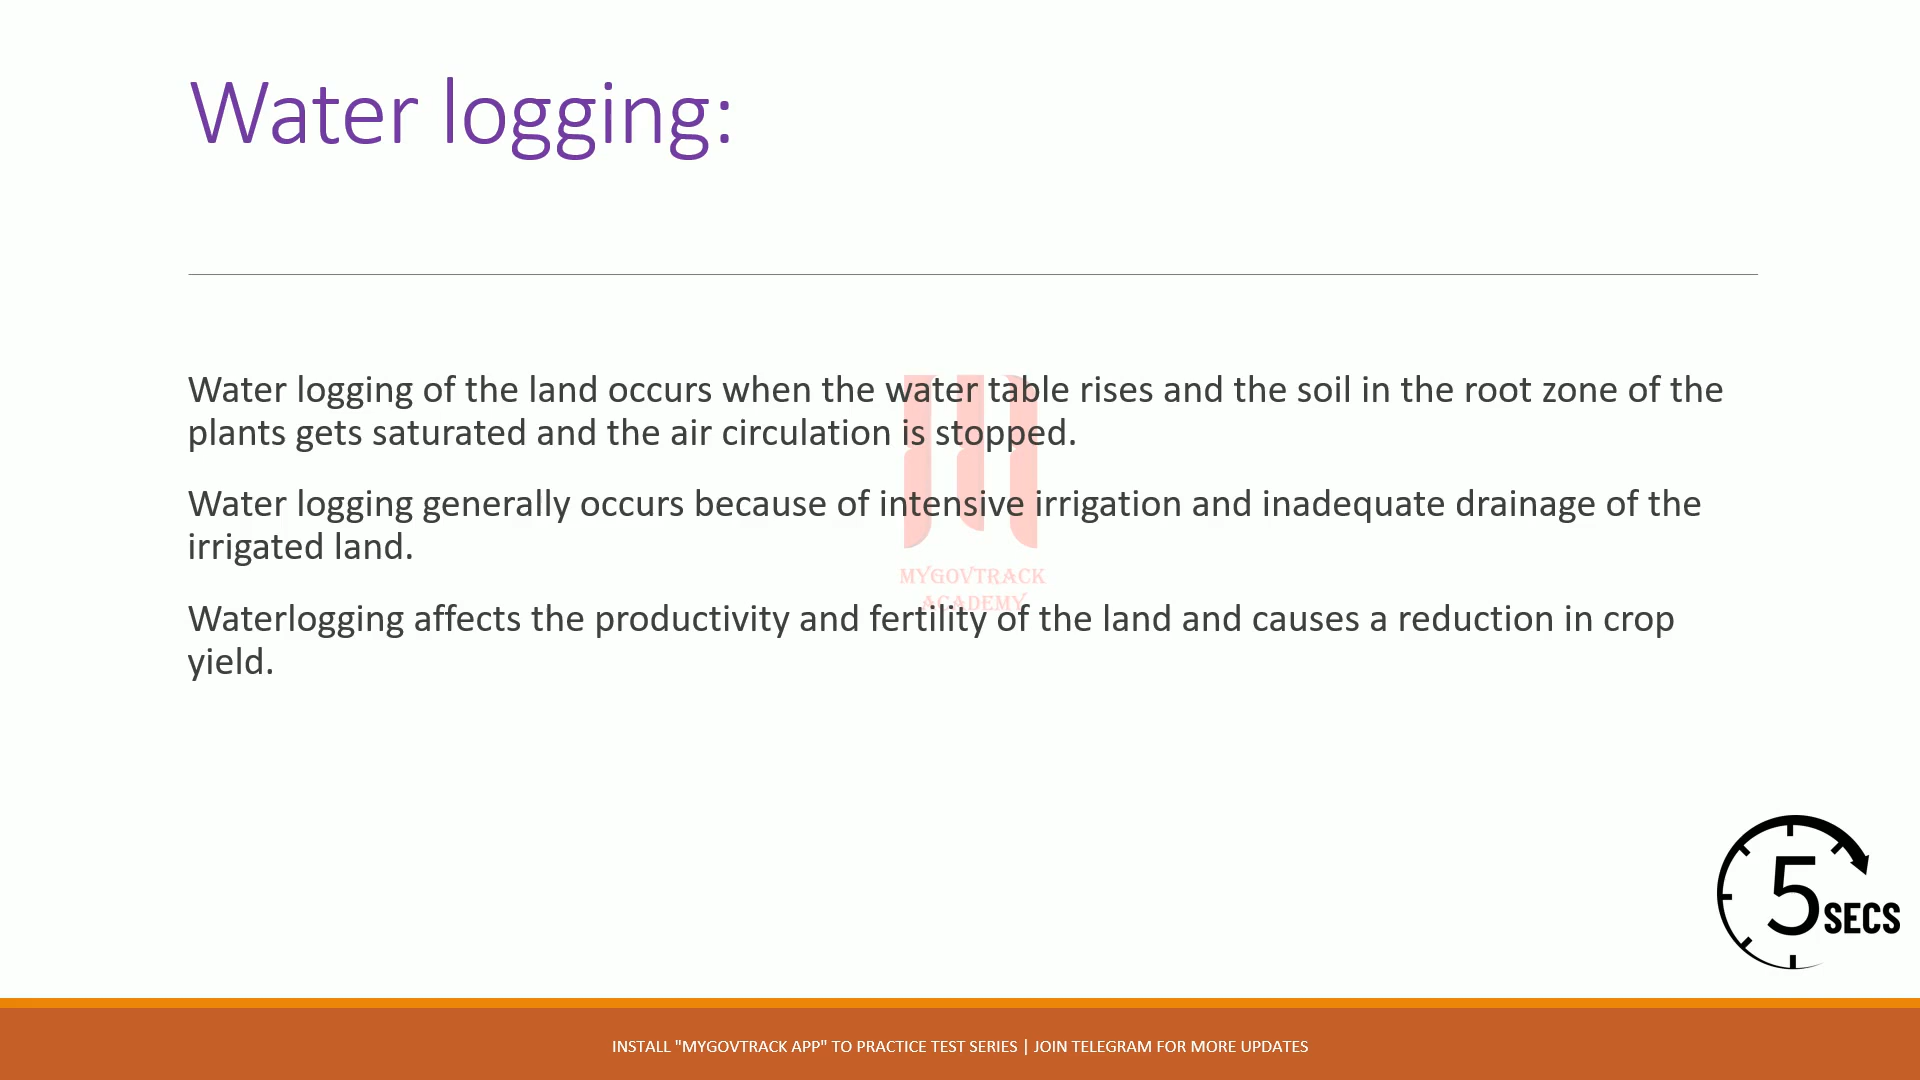 Water logging:
Water logging of the land occurs when the water table rises and the soil in the root zone of the
plants gets saturated and the air circulation is stopped.
Water logging generally occurs because of intensive irrigation and inadequate drainage of the
irrigated land.
MYGOVTRACK
ACADEMY
Waterlogging affects the productivity and fertility of the land and causes a reduction in crop
yield.
5 SECS
INSTALL "MYGOVTRACK APP" TO PRACTICE TEST SERIES | JOIN TELEGRAM FOR MORE UPDATES